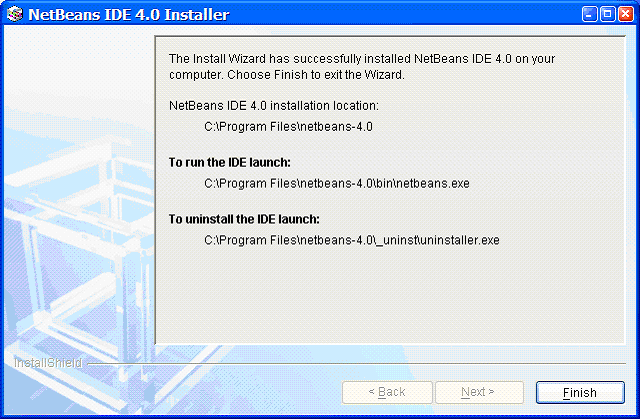 NetBeans IDE 4.0 Installer
The Install Wizard has successfully installed NetBeans IDE 4.0 on your
computer. Choose Finish to exit the Wizard.
NetBeans IDE 4.0 installation location:
C:\Program Files\netbeans-4.0
To run the IDE launch:
C:\Program Files\netbeans-4.0\bin\netbeans.exe
To uninstall the IDE launch:
C:\Program Files\netbeans-4.0\_uninst\uninstaller.exe
InstallShield
< Back
Next >
Finish